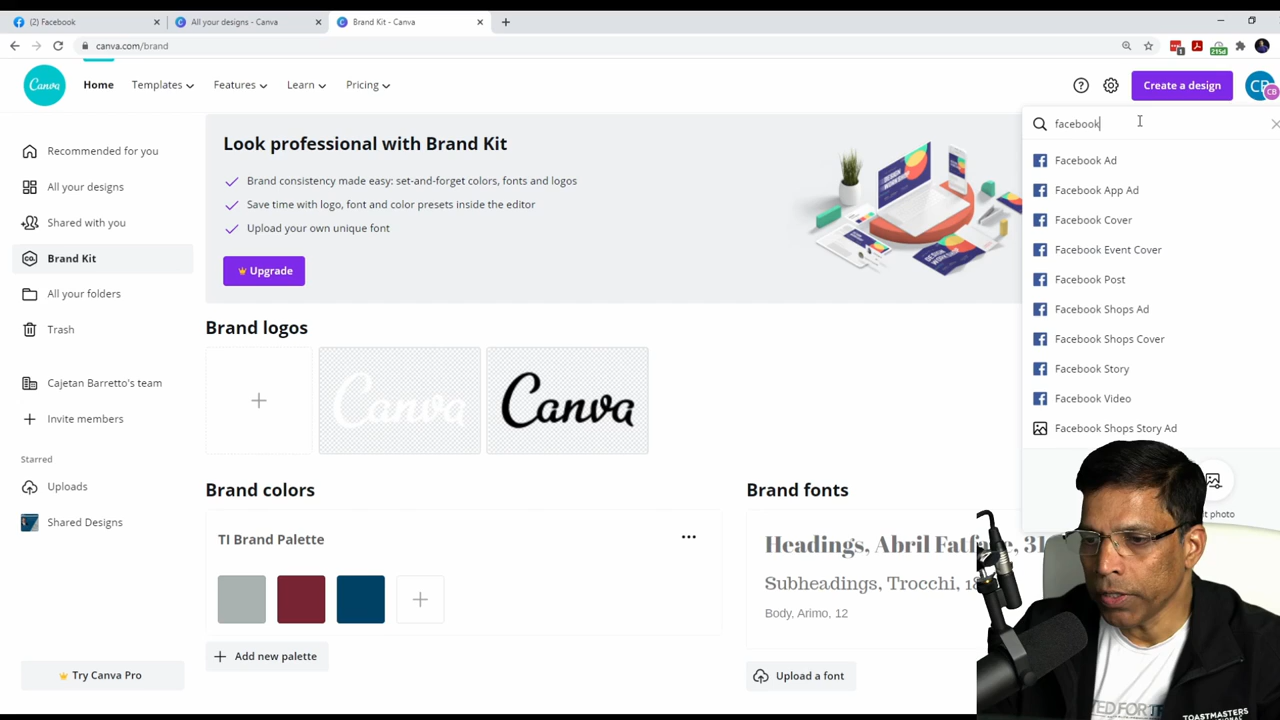 (2) Facebook
All your designs - Canva
Brand Kit - Canva
canva.com/brand
1
215d
Canva
Home
Templates
Features
Learn
Pricing
Create a design
CB
CB
facebook
Recommended for you
All your designs
Shared with you
Brand Kit
All your folders
Trash
Cajetan Barretto's team
Invite members
Starred
Uploads
Shared Designs
Try Canva Pro
Look professional with Brand Kit
Brand consistency made easy: set-and-forget colors, fonts and logos
Save time with logo, font and color presets inside the editor
Upload your own unique font
Upgrade
Facebook Ad
Facebook App Ad
Facebook Cover
Facebook Event Cover
Facebook Post
Facebook Shops Ad
Facebook Shops Cover
Facebook Story
Facebook Video
Facebook Shops Story Ad
photo
Brand logos
Canva
Canva
Brand colors
TI Brand Palette
Add new palette
Brand fonts
Headings, Abril Fatface, 31
Subheadings, Trocchi, 18
Body, Arimo, 12
Upload a font
TOASTMASTERS